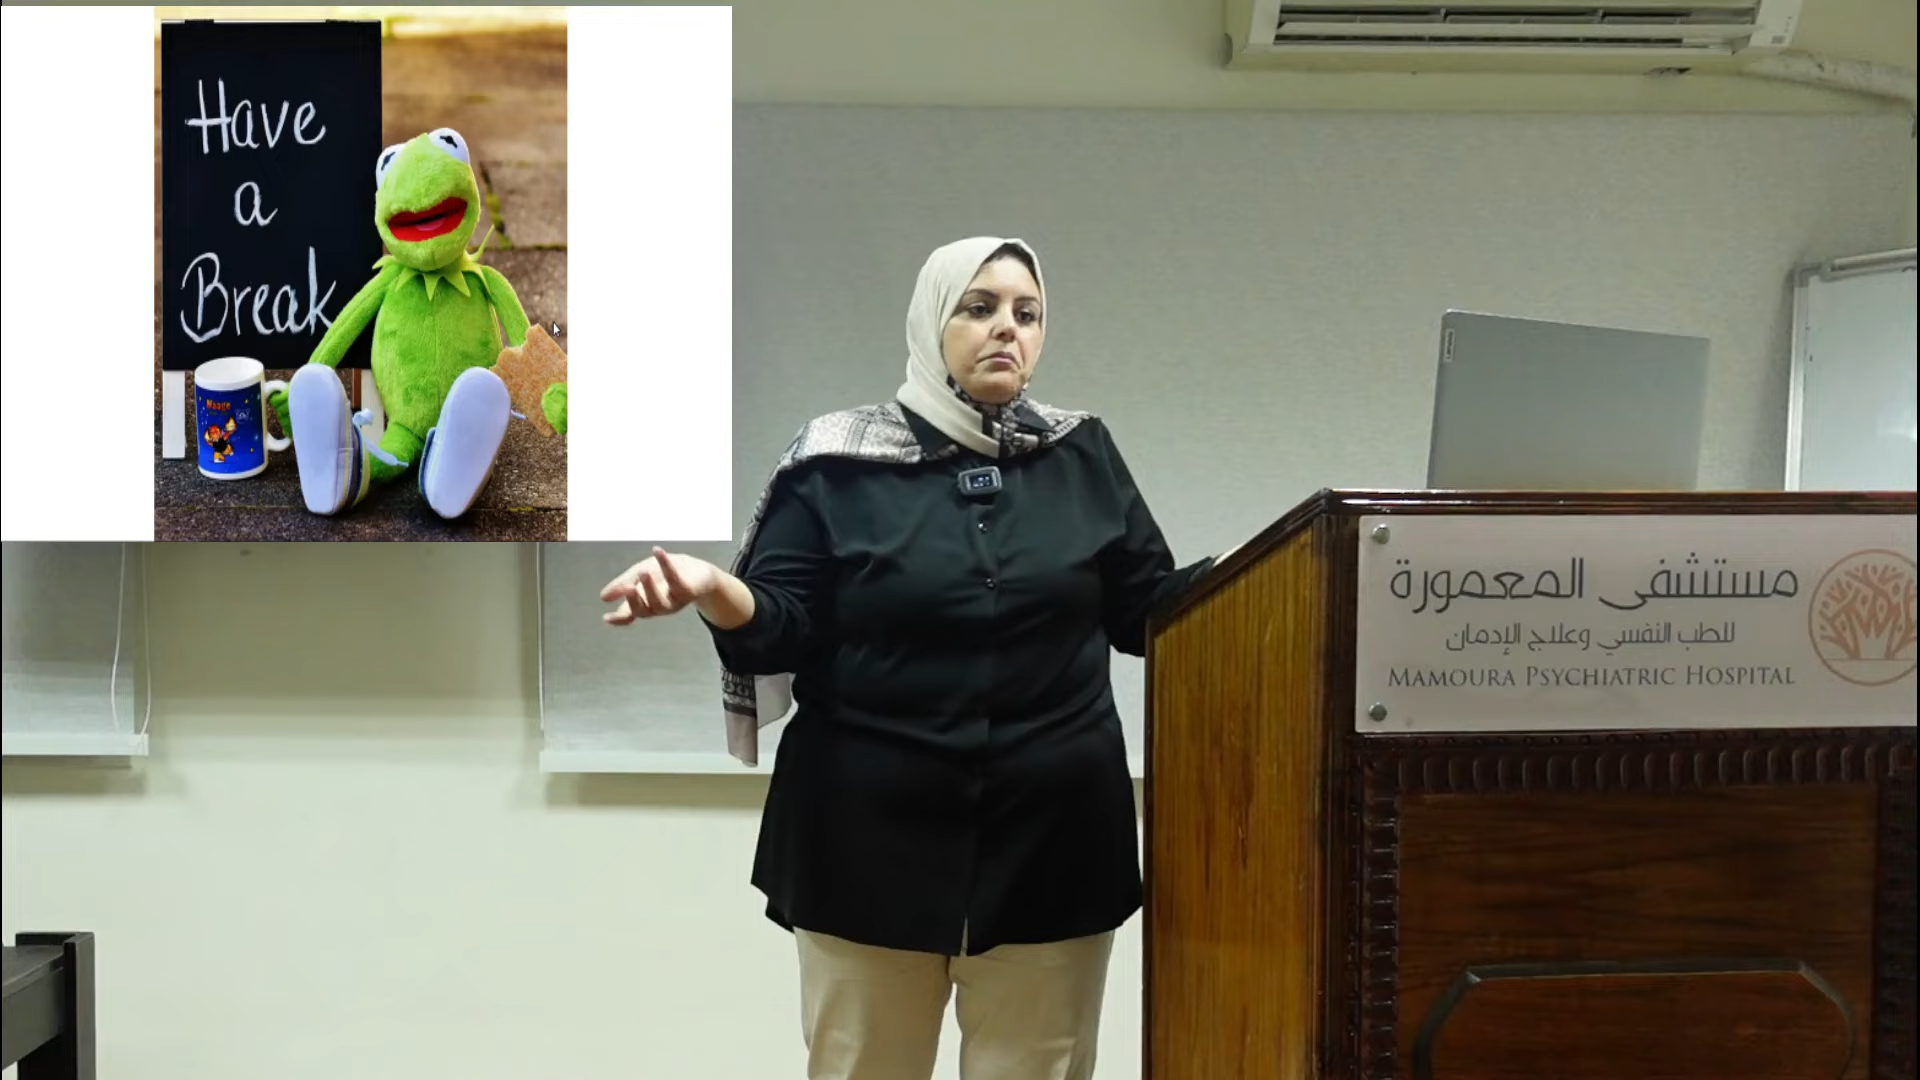 Have
a
Break
مستشفى المعمورة
للطب النفسي وعلاج الإدمان
MAMOURA PSYCHIATRIC HOSPITAL